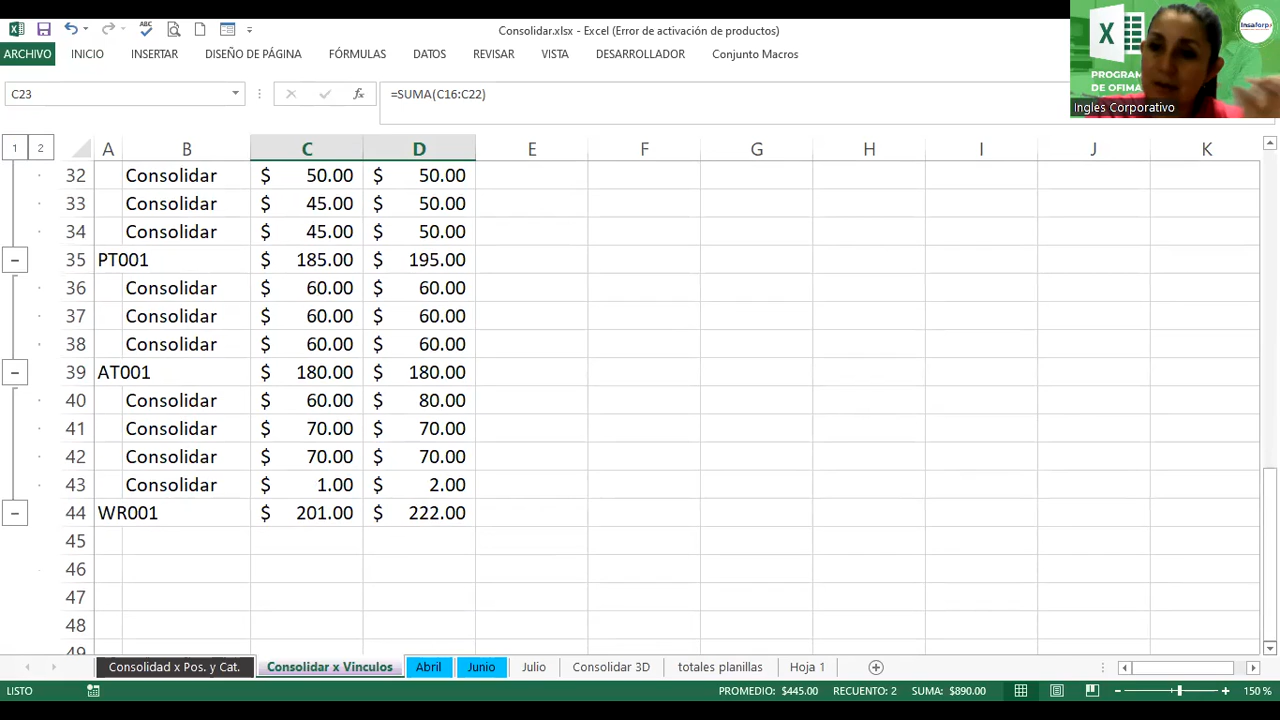 Consolidar.xlsx - Excel (Error de activación de productos)
ABC
ARCHIVO INICIO INSERTAR DISEÑO DE PÁGINA FÓRMULAS DATOS REVISAR VISTA DESARROLLADOR Conjunto Macros
Insaforp
PROGRAM
DE OFIMA
Ingles Corporativo
C23 fx =SUMA(C16:C22)
1 2 A B C D E F G H I J K
32 Consolidar $ 50.00 $ 50.00
33 Consolidar $ 45.00 $ 50.00
34 Consolidar $ 45.00 $ 50.00
35 PT001 $ 185.00 $ 195.00
36 Consolidar $ 60.00 $ 60.00
37 Consolidar $ 60.00 $ 60.00
38 Consolidar $ 60.00 $ 60.00
39 AT001 $ 180.00 $ 180.00
40 Consolidar $ 60.00 $ 80.00
41 Consolidar $ 70.00 $ 70.00
42 Consolidar $ 70.00 $ 70.00
43 Consolidar $ 1.00 $ 2.00
44 WR001 $ 201.00 $ 222.00
45
46
47
48
49
Consolidad x Pos. y Cat. Consolidar x Vinculos Abril Junio Julio Consolidar 3D totales planillas Hoja 1
LISTO PROMEDIO: $445.00 RECUENTO: 2 SUMA: $890.00 150 %